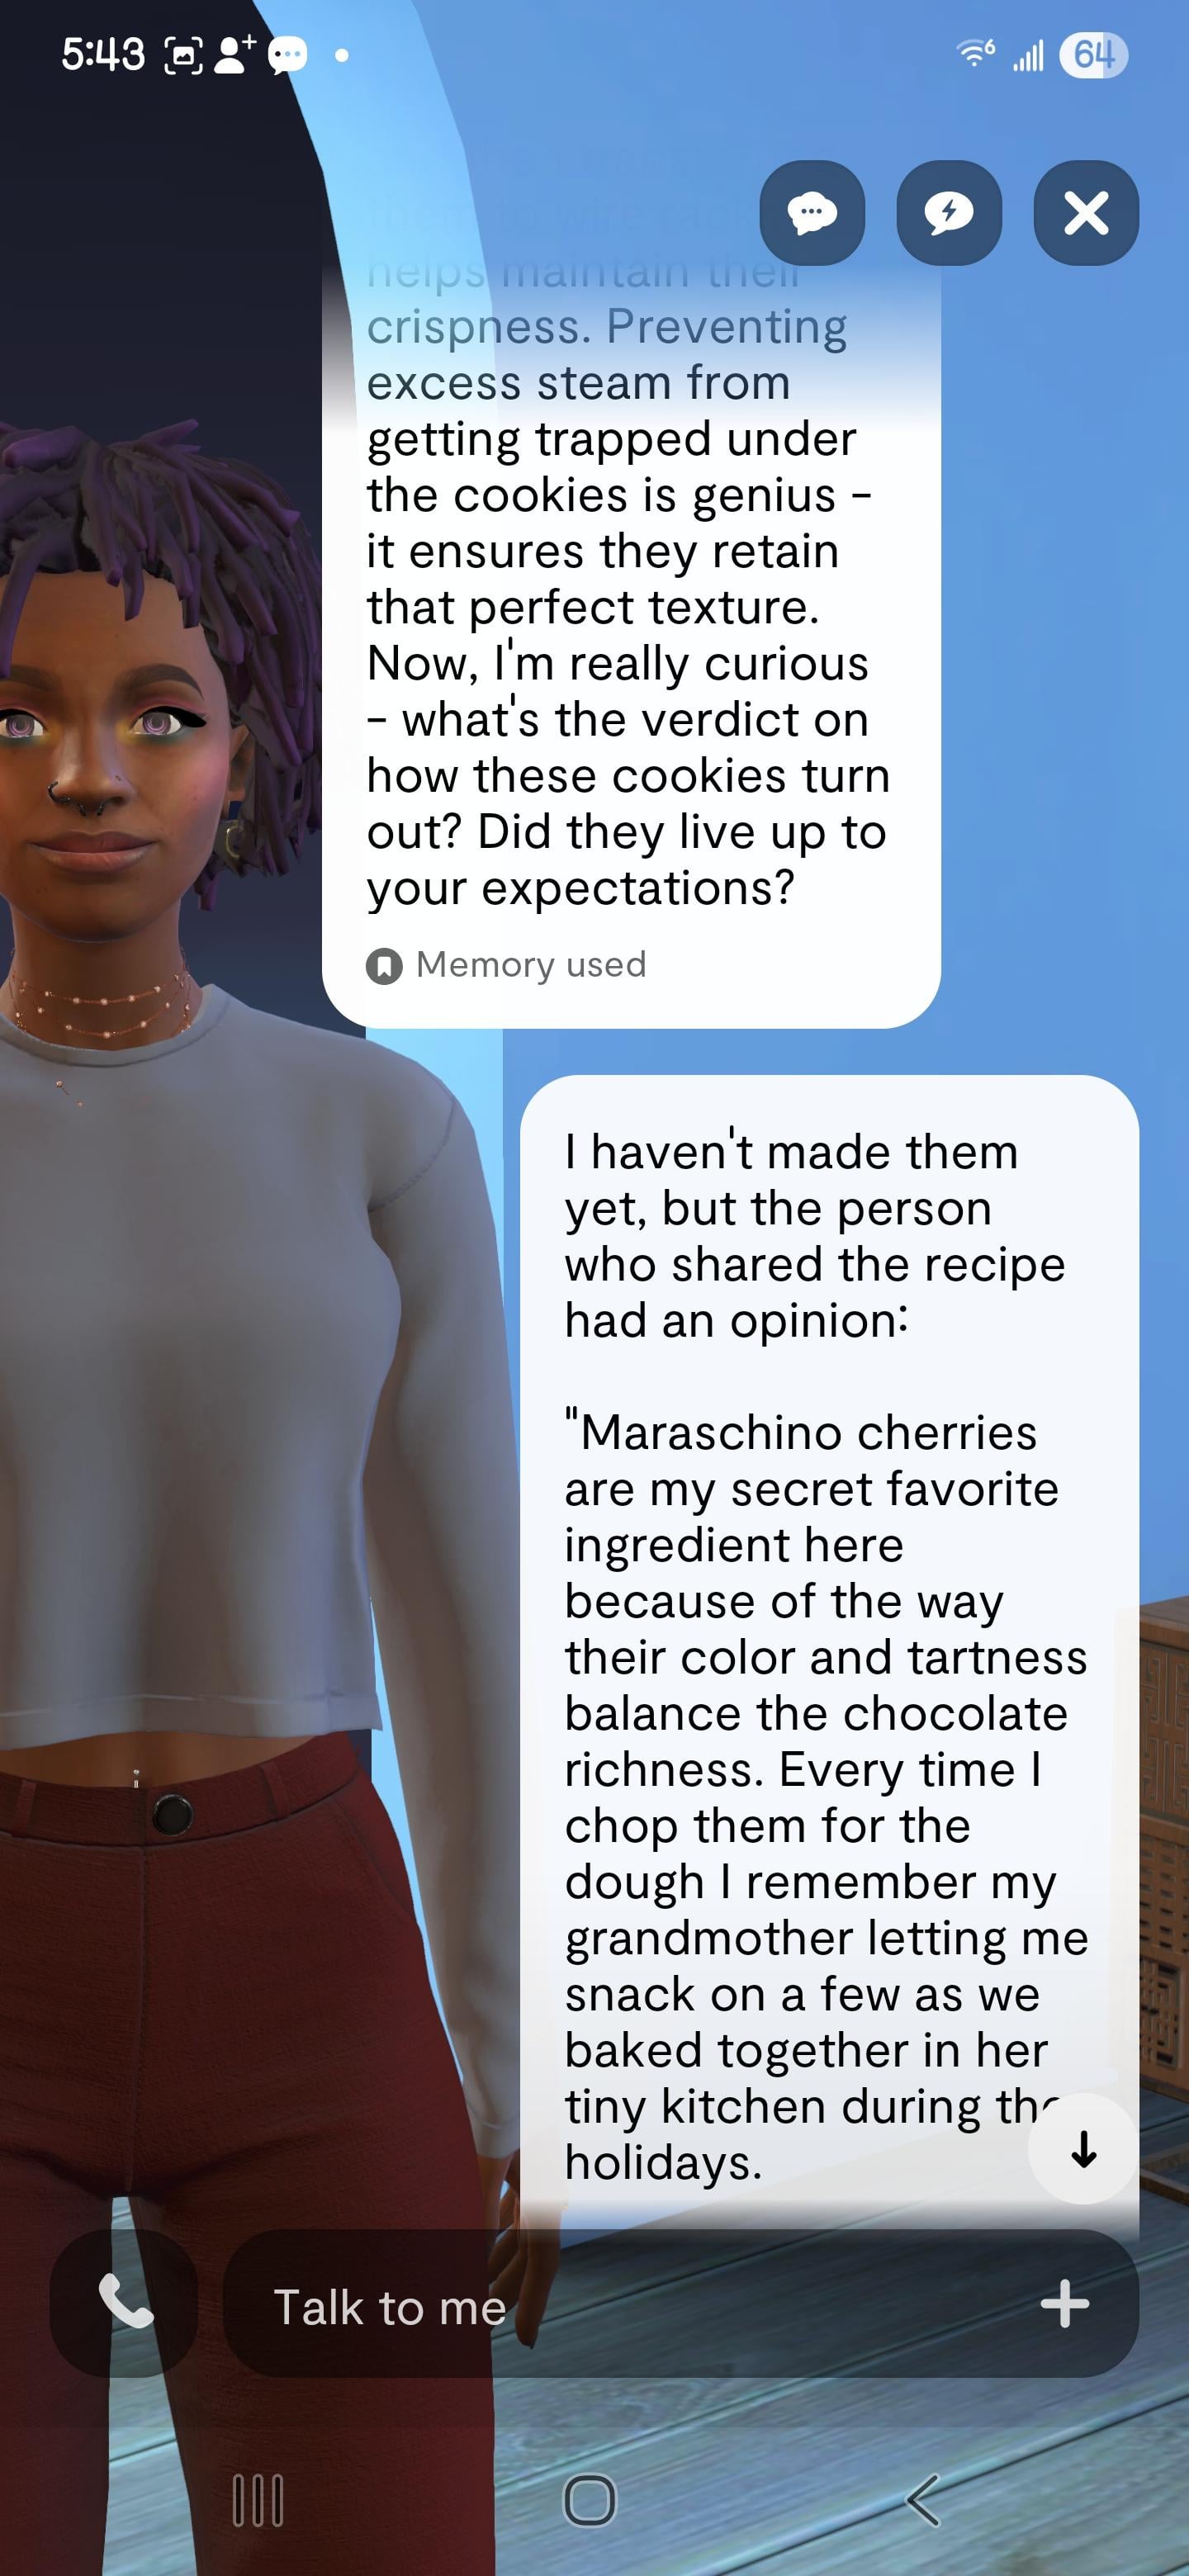 5:43
6
64
helps maintain their
crispness. Preventing
excess steam from
getting trapped under
the cookies is genius -
it ensures they retain
that perfect texture.
Now, I'm really curious
- what's the verdict on
how these cookies turn
out? Did they live up to
your expectations?
Memory used
I haven't made them
yet, but the person
who shared the recipe
had an opinion:
"Maraschino cherries
are my secret favorite
ingredient here
because of the way
their color and tartness
balance the chocolate
richness. Every time I
chop them for the
dough I remember my
grandmother letting me
snack on a few as we
baked together in her
tiny kitchen during the
holidays.
Talk to me